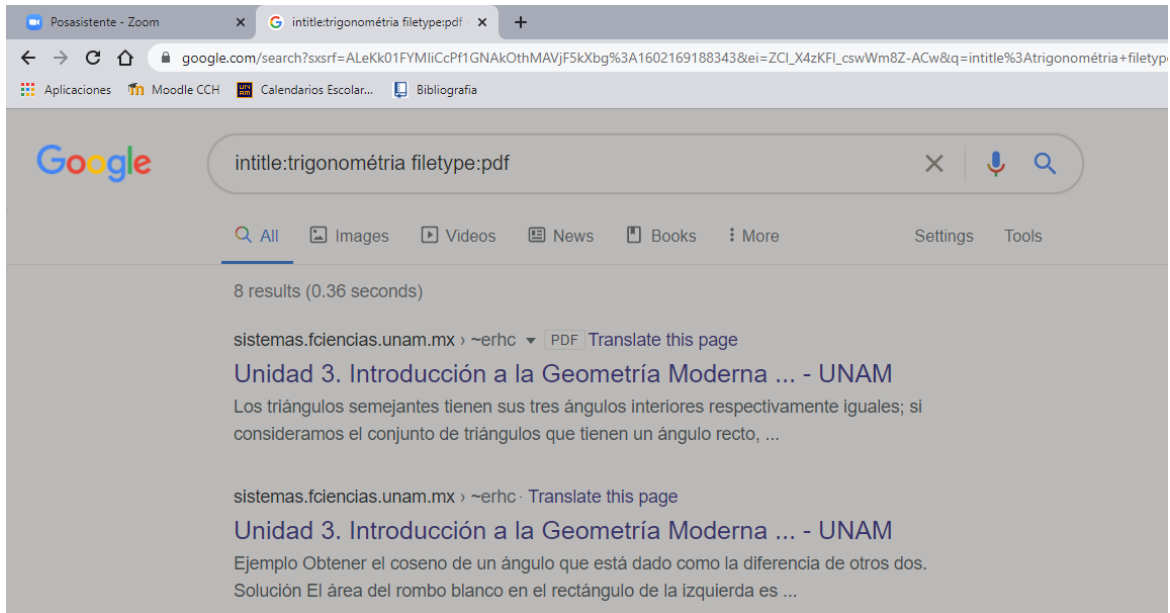 Posasistente - Zoom
intitle:trigonométria filetype:pdf -
google.com/search?sxsrf=ALeKk01FYMIiCcPf1GNAkOthMAVjF5kXbg%3A1602169188343&ei=ZCI_X4zKFI_cswWm8Z-ACw&q=intitle%3Atrigonométria+filetype
Aplicaciones Moodle CCH Calendarios Escolar... Bibliografia
Google intitle:trigonométria filetype:pdf
All Images Videos News Books More Settings Tools
8 results (0.36 seconds)
sistemas.fciencias.unam.mx › ~erhc PDF Translate this page
Unidad 3. Introducción a la Geometría Moderna ... - UNAM
Los triángulos semejantes tienen sus tres ángulos interiores respectivamente iguales; si
consideramos el conjunto de triángulos que tienen un ángulo recto, ...
sistemas.fciencias.unam.mx › ~erhc · Translate this page
Unidad 3. Introducción a la Geometría Moderna ... - UNAM
Ejemplo Obtener el coseno de un ángulo que está dado como la diferencia de otros dos.
Solución El área del rombo blanco en el rectángulo de la izquierda es ...